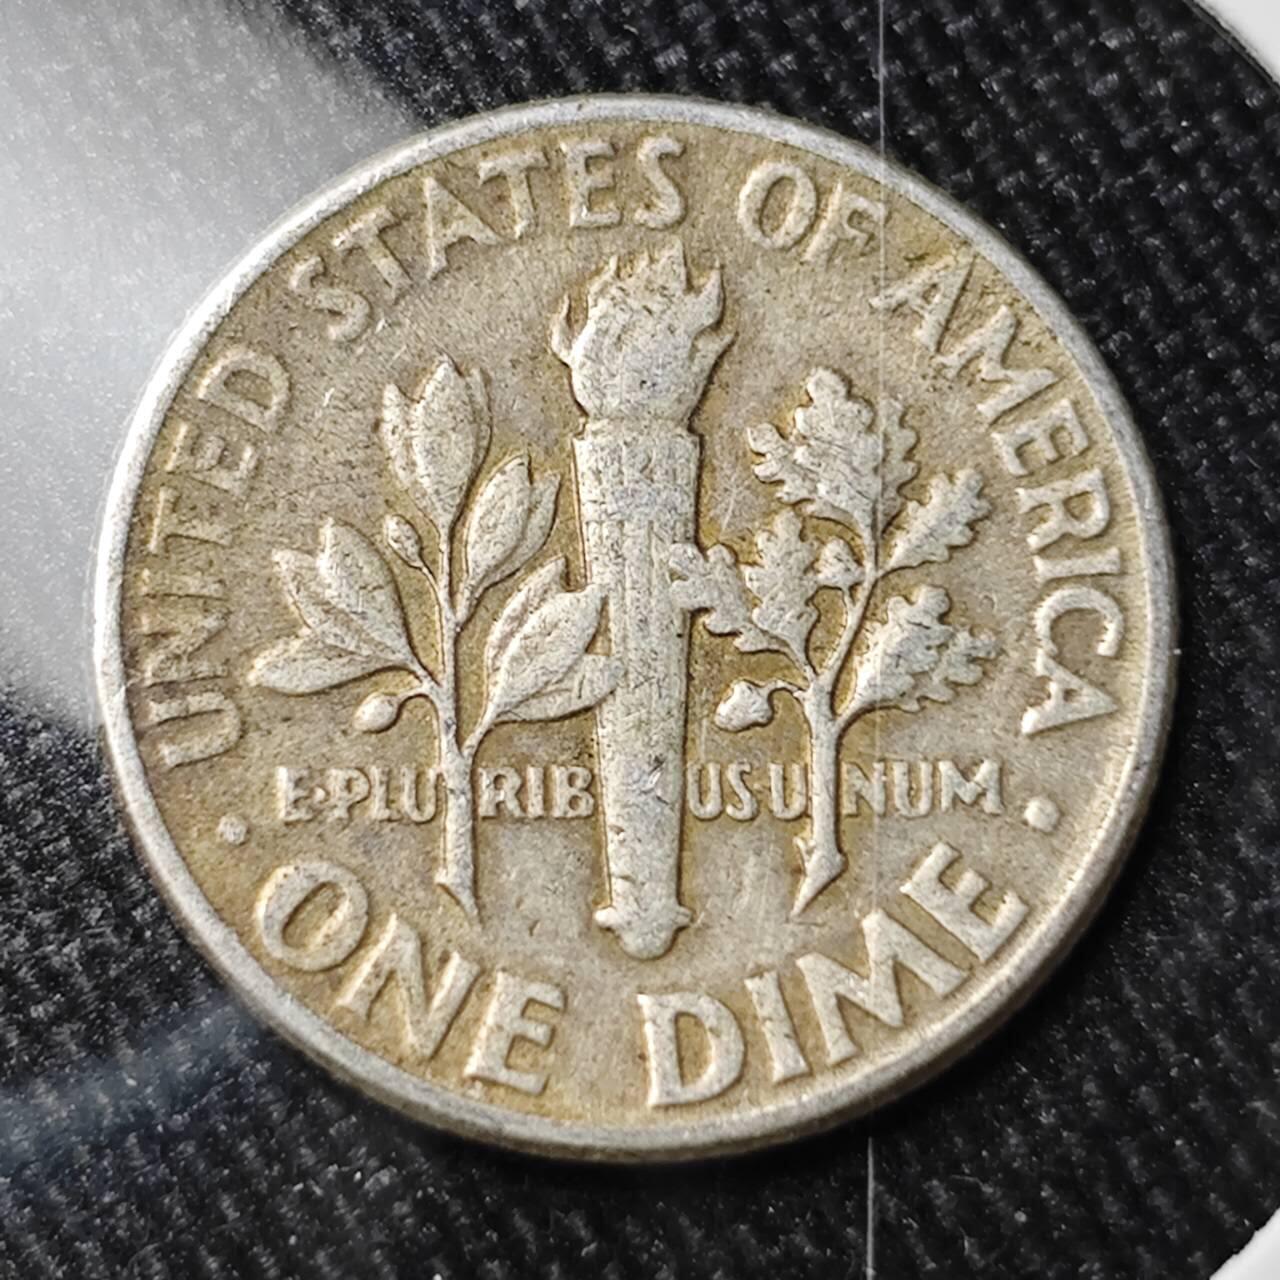 UNITED STATES OF AMERICA
E·PLURIBUS UNUM
• ONE DIME •